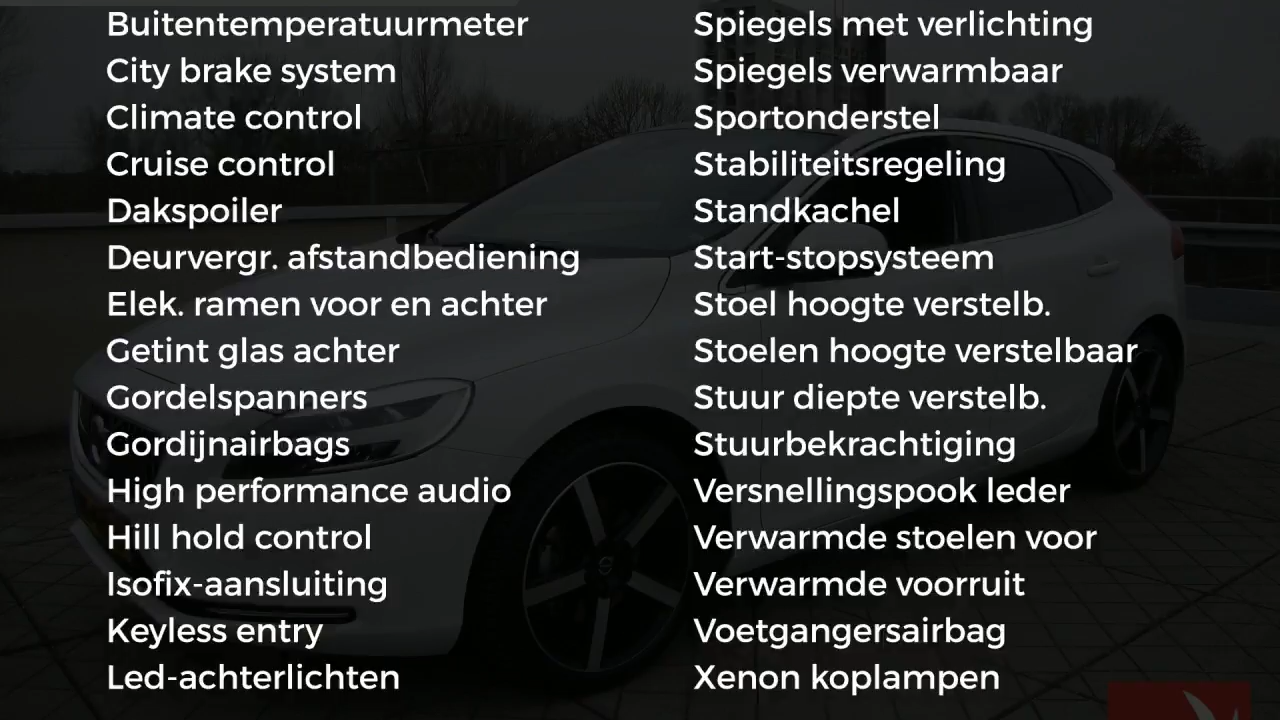 Buitentemperatuurmeter
City brake system
Climate control
Cruise control
Dakspoiler
Deurvergr. afstandbediening
Elek. ramen voor en achter
Getint glas achter
Gordelspanners
Gordijnairbags
High performance audio
Hill hold control
Isofix-aansluiting
Keyless entry
Led-achterlichten
Spiegels met verlichting
Spiegels verwarmbaar
Sportonderstel
Stabiliteitsregeling
Standkachel
Start-stopsysteem
Stoel hoogte verstelb.
Stoelen hoogte verstelbaar
Stuur diepte verstelb.
Stuurbekrachtiging
Versnellingspook leder
Verwarmde stoelen voor
Verwarmde voorruit
Voetgangersairbag
Xenon koplampen